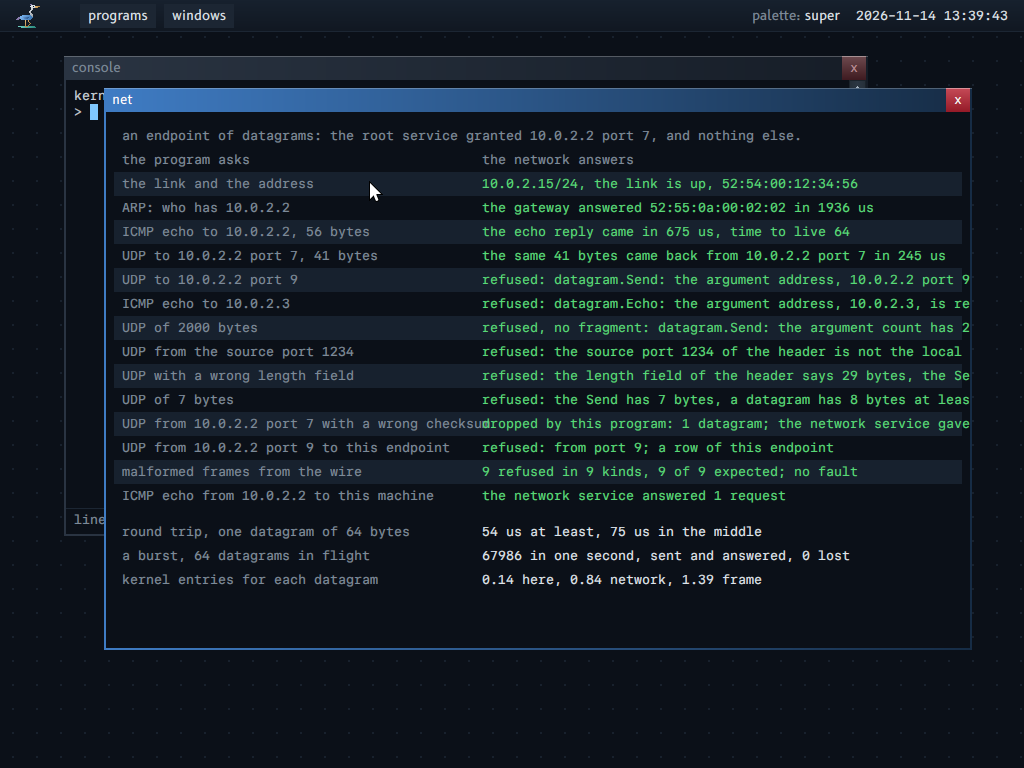 programs windows palette: super 2026-11-14 13:39:43
console x
kern
>
net x
an endpoint of datagrams: the root service granted 10.0.2.2 port 7, and nothing else.
the program asks the network answers
the link and the address 10.0.2.15/24, the link is up, 52:54:00:12:34:56
ARP: who has 10.0.2.2 the gateway answered 52:55:0a:00:02:02 in 1936 us
ICMP echo to 10.0.2.2, 56 bytes the echo reply came in 675 us, time to live 64
UDP to 10.0.2.2 port 7, 41 bytes the same 41 bytes came back from 10.0.2.2 port 7 in 245 us
UDP to 10.0.2.2 port 9 refused: datagram.Send: the argument address, 10.0.2.2 port 9
ICMP echo to 10.0.2.3 refused: datagram.Echo: the argument address, 10.0.2.3, is re
UDP of 2000 bytes refused, no fragment: datagram.Send: the argument count has 2
UDP from the source port 1234 refused: the source port 1234 of the header is not the local
UDP with a wrong length field refused: the length field of the header says 29 bytes, the Se
UDP of 7 bytes refused: the Send has 7 bytes, a datagram has 8 bytes at leas
UDP from 10.0.2.2 port 7 with a wrong checksum dropped by this program: 1 datagram; the network service gave
UDP from 10.0.2.2 port 9 to this endpoint refused: from port 9; a row of this endpoint
malformed frames from the wire 9 refused in 9 kinds, 9 of 9 expected; no fault
ICMP echo from 10.0.2.2 to this machine the network service answered 1 request
line
round trip, one datagram of 64 bytes 54 us at least, 75 us in the middle
a burst, 64 datagrams in flight 67986 in one second, sent and answered, 0 lost
kernel entries for each datagram 0.14 here, 0.84 network, 1.39 frame